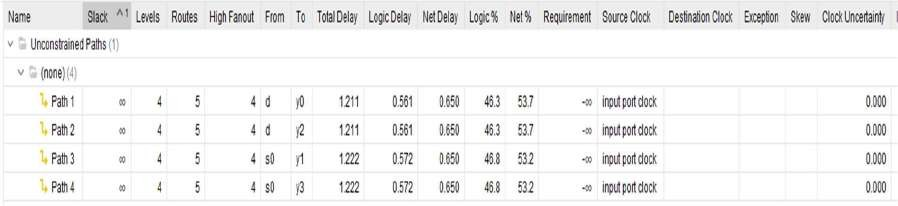 Name Slack ^1 Levels Routes High Fanout From To Total Delay Logic Delay Net Delay Logic % Net % Requirement Source Clock Destination Clock Exception Skew Clock Uncertainty
Unconstrained Paths (1)
(none) (4)
Path 1 ∞ 4 5 4 d y0 1.211 0.561 0.650 46.3 53.7 -∞ input port clock 0.000
Path 2 ∞ 4 5 4 d y2 1.211 0.561 0.650 46.3 53.7 -∞ input port clock 0.000
Path 3 ∞ 4 5 4 s0 y1 1.222 0.572 0.650 46.8 53.2 -∞ input port clock 0.000
Path 4 ∞ 4 5 4 s0 y3 1.222 0.572 0.650 46.8 53.2 -∞ input port clock 0.000